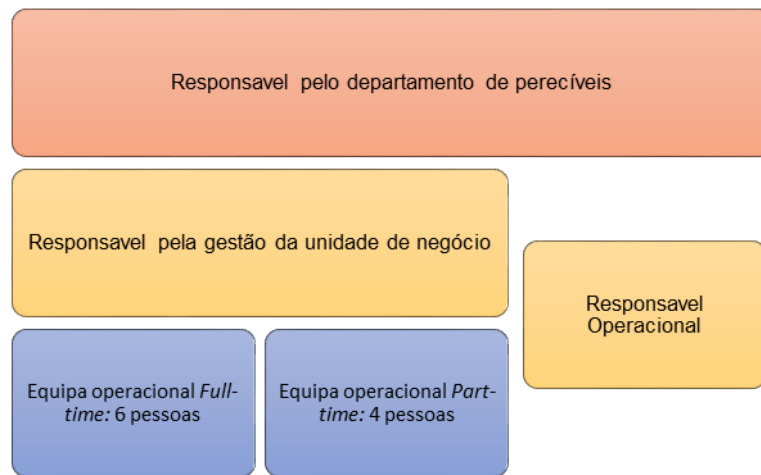 Responsavel pelo departamento de perecíveis
Responsavel pela gestão da unidade de negócio
Responsavel
Operacional
Equipa operacional Full-
time: 6 pessoas
Equipa operacional Part-
time: 4 pessoas